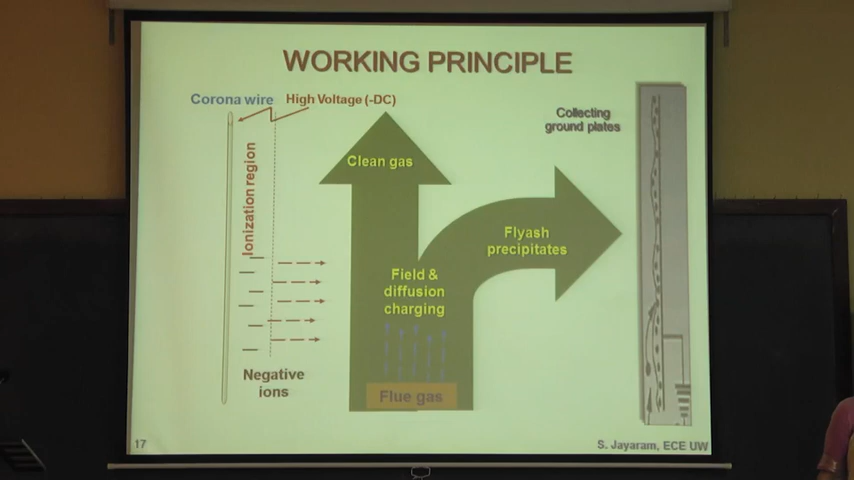 WORKING PRINCIPLE
Corona wire
High Voltage (-DC)
Ionization region
Negative
ions
Clean gas
Field &
diffusion
charging
Flue gas
Flyash
precipitates
Collecting
ground plates
17
S. Jayaram, ECE UW